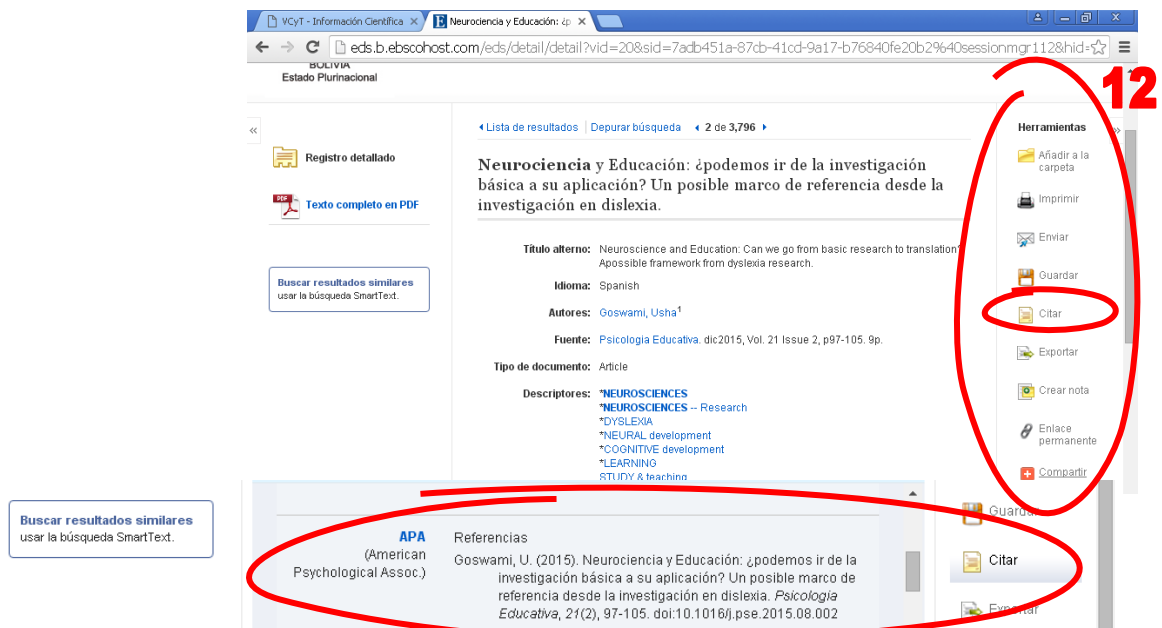 VCyT - Información Científica
Neurociencia y Educación: ¿p
eds.b.ebscohost.com/eds/detail/detail?vid=20&sid=7adb451a-87cb-41cd-9a17-b76840fe20b2%40sessionmgr112&hid=
12
BOLIVIA
Estado Plurinacional
«
Lista de resultados | Depurar búsqueda 2 de 3,796
»
Registro detallado
Texto completo en PDF
Buscar resultados similares
usar la búsqueda SmartText.
Neurociencia y Educación: ¿podemos ir de la investigación
básica a su aplicación? Un posible marco de referencia desde la
investigación en dislexia.
Título alterno: Neuroscience and Education: Can we go from basic research to translation?
Apossible framework from dyslexia research.
Idioma: Spanish
Autores: Goswami, Usha1
Fuente: Psicologia Educativa. dic2015, Vol. 21 Issue 2, p97-105. 9p.
Tipo de documento: Article
Descriptores: *NEUROSCIENCES
*NEUROSCIENCES -- Research
*DYSLEXIA
*NEURAL development
*COGNITIVE development
*LEARNING
STUDY & teaching
Herramientas
Añadir a la
carpeta
Imprimir
Enviar
Guardar
Citar
Exportar
Crear nota
Enlace
permanente
Compartir
Buscar resultados similares
usar la búsqueda SmartText.
APA
(American
Psychological Assoc.)
Referencias
Goswami, U. (2015). Neurociencia y Educación: ¿podemos ir de la
investigación básica a su aplicación? Un posible marco de
referencia desde la investigación en dislexia. Psicologia
Educativa, 21(2), 97-105. doi:10.1016/j.pse.2015.08.002
Guardar
Citar
Exportar